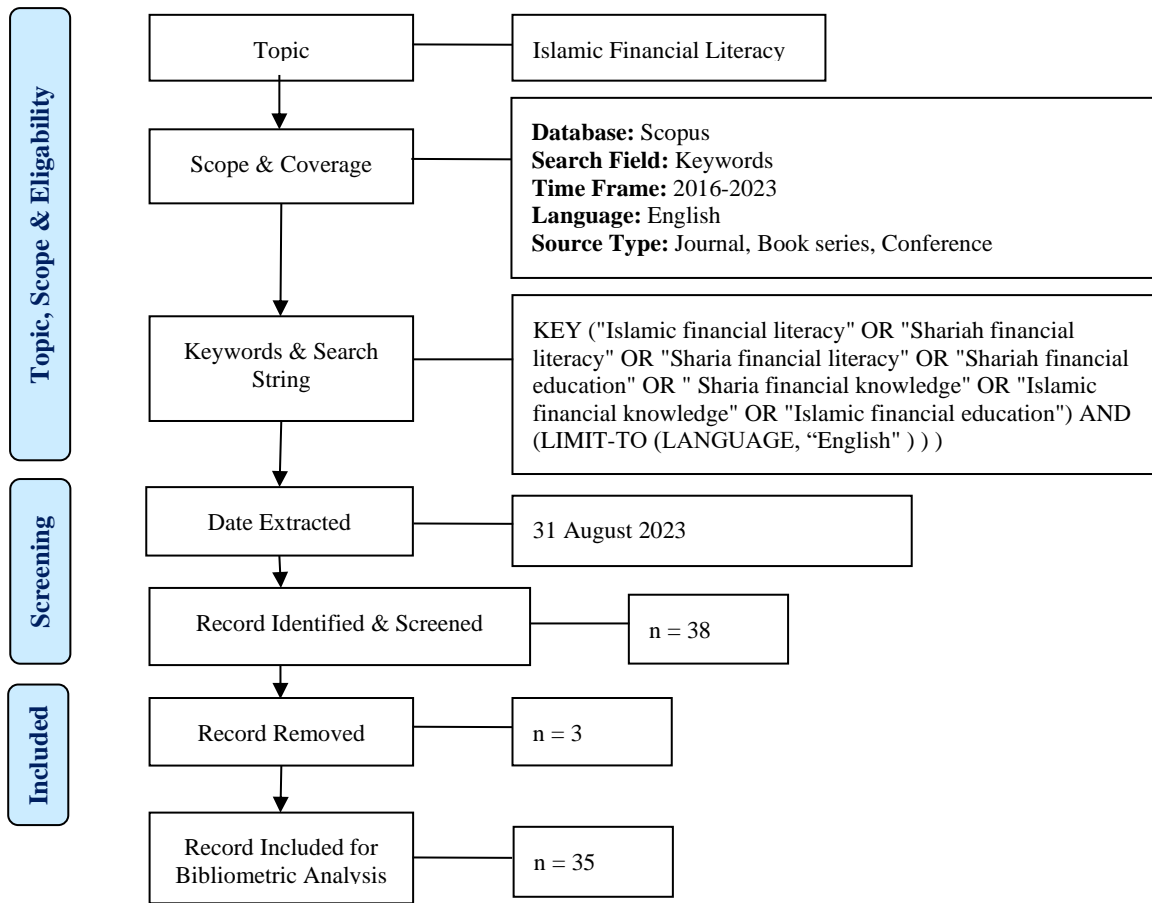 Topic, Scope & Eligability
Topic
Islamic Financial Literacy
Scope & Coverage
Database: Scopus
Search Field: Keywords
Time Frame: 2016-2023
Language: English
Source Type: Journal, Book series, Conference
Keywords & Search
String
KEY ("Islamic financial literacy" OR "Shariah financial
literacy" OR "Sharia financial literacy" OR "Shariah financial
education" OR " Sharia financial knowledge" OR "Islamic
financial knowledge" OR "Islamic financial education") AND
(LIMIT-TO (LANGUAGE, “English" ) ) )
Screening
Date Extracted
31 August 2023
Record Identified & Screened
n = 38
Included
Record Removed
n = 3
Record Included for
Bibliometric Analysis
n = 35